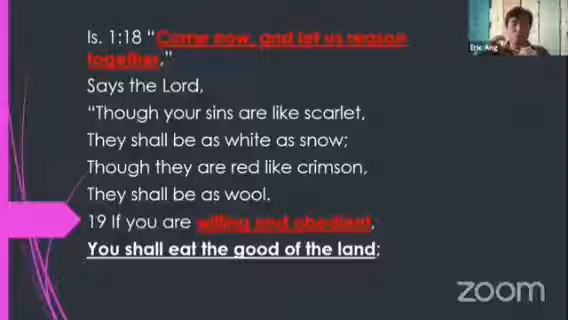 Is. 1:18 “Come now, and let us reason
together,”
Says the Lord,
“Though your sins are like scarlet,
They shall be as white as snow;
Though they are red like crimson,
They shall be as wool.
19 If you are willing and obedient,
You shall eat the good of the land;
Eric Ang
zoom